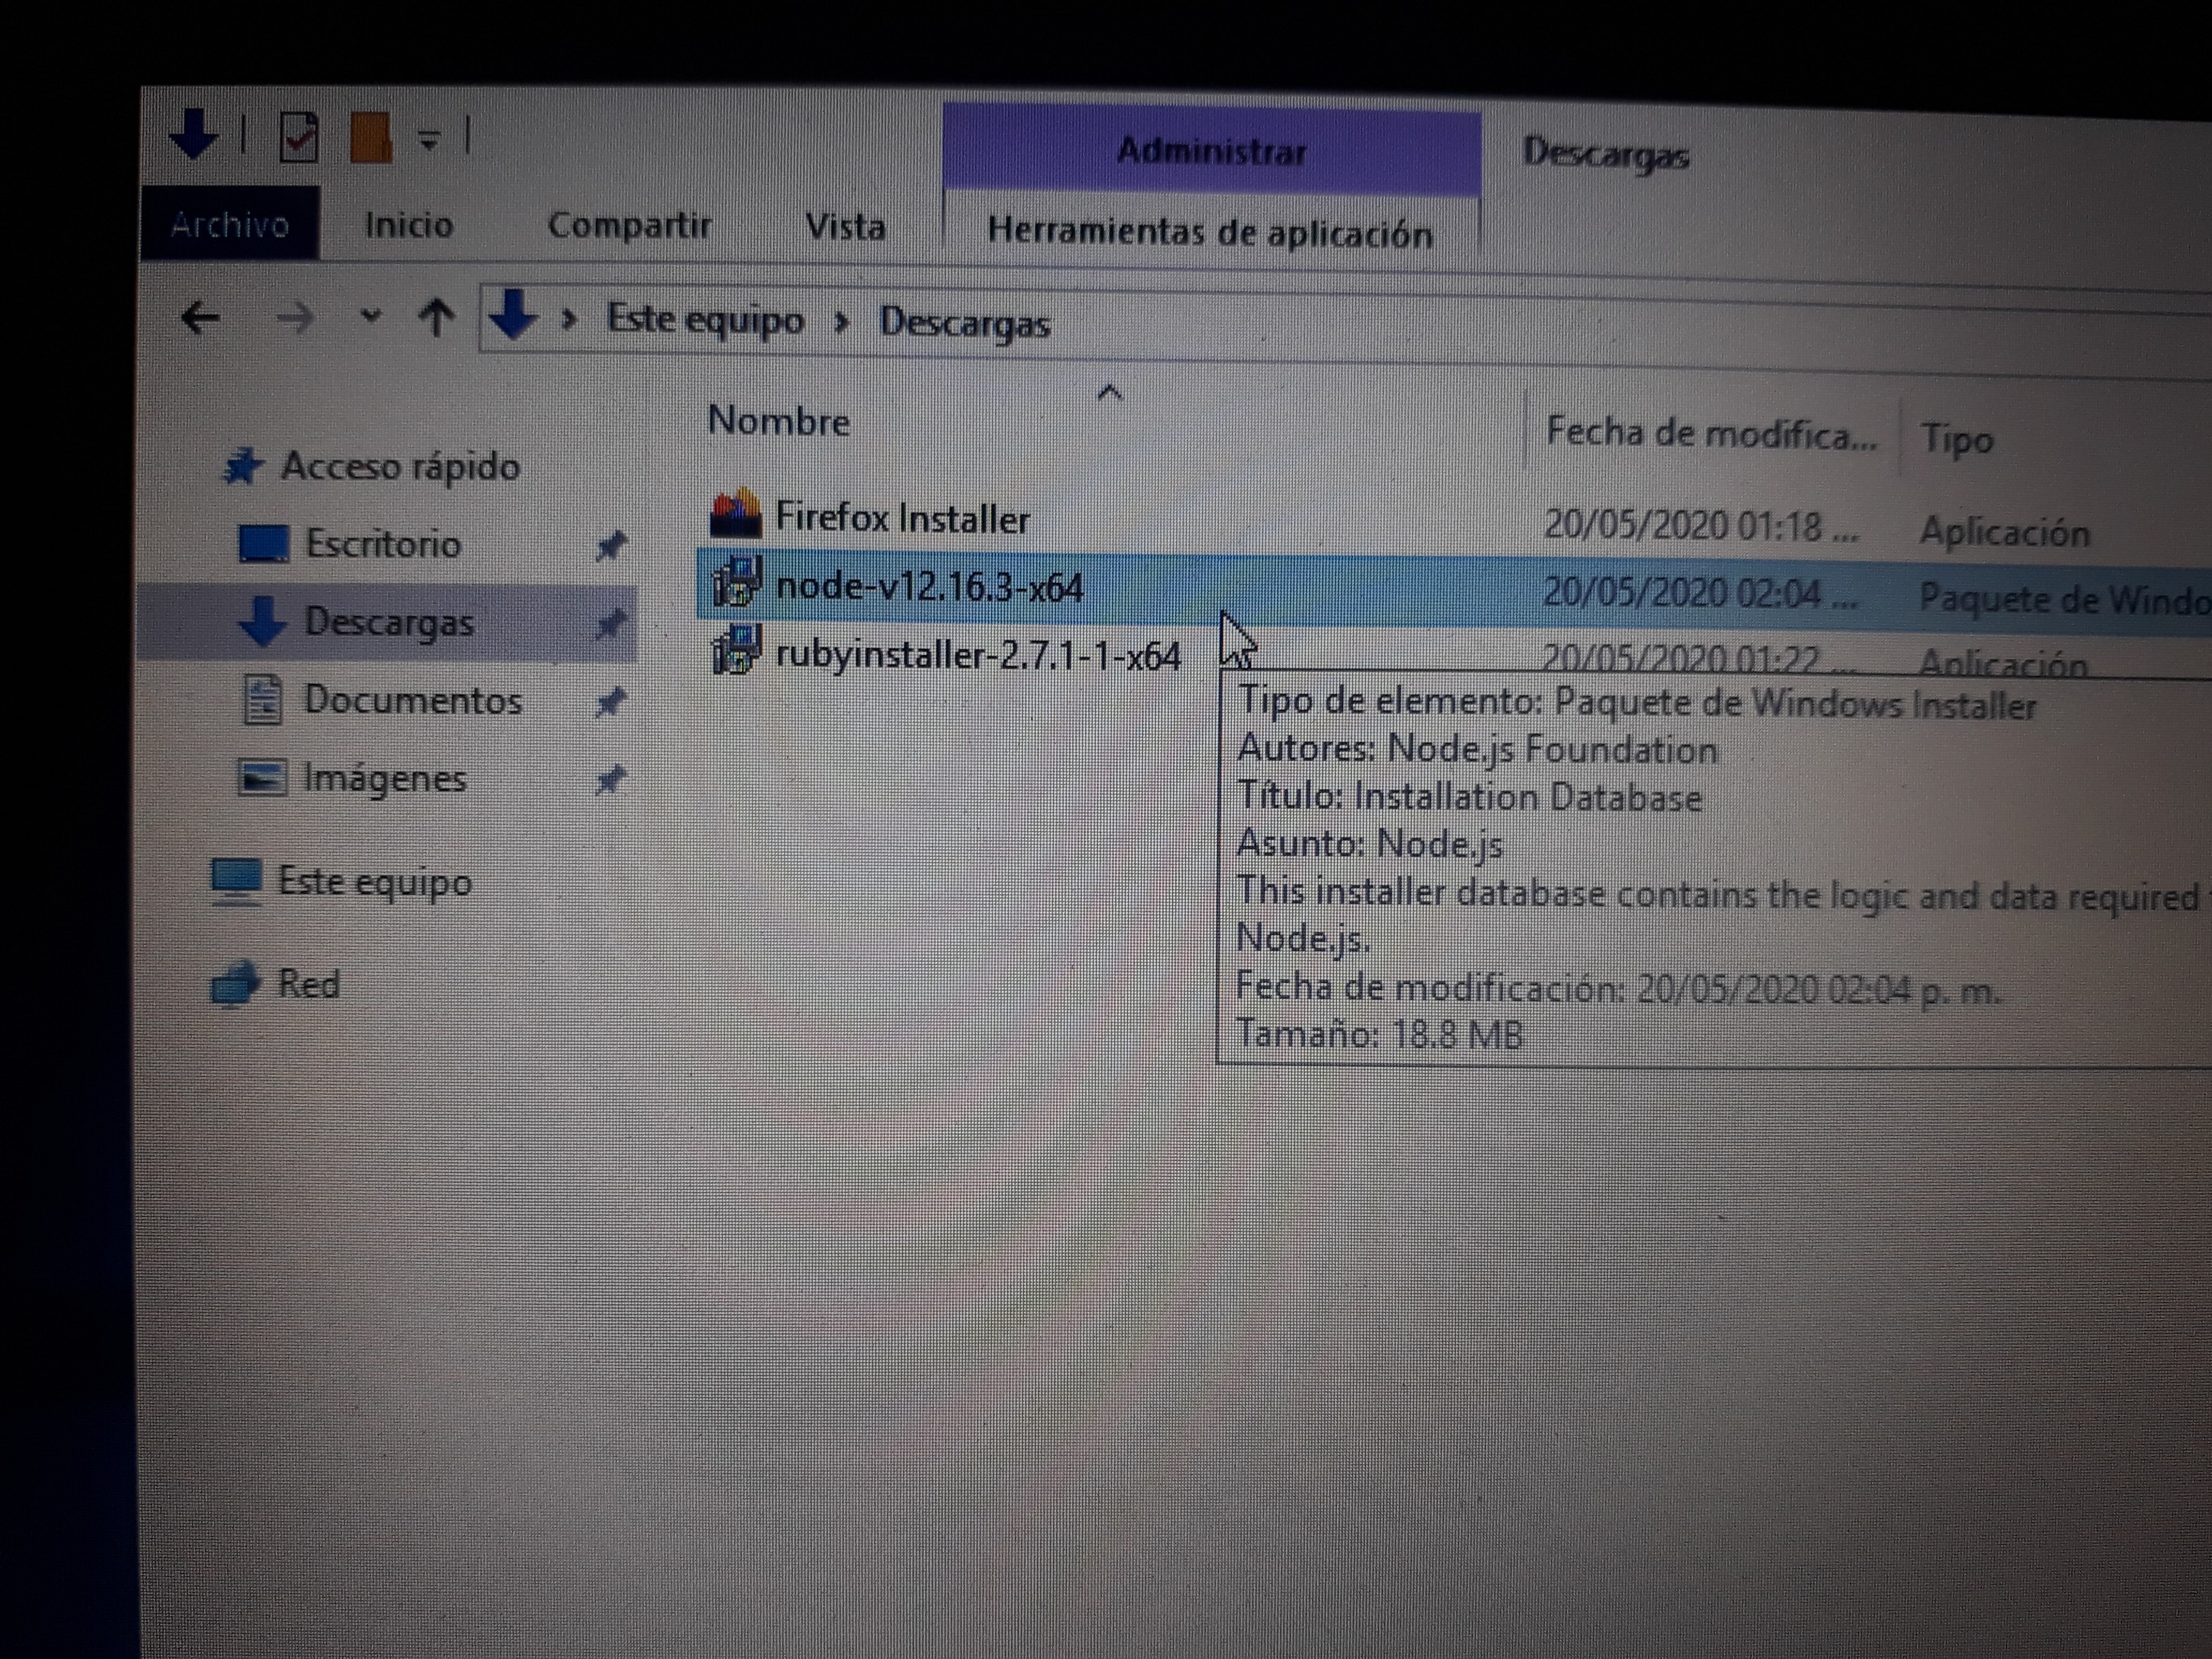 Administrar
Descargas
Archivo
Inicio
Compartir
Vista
Herramientas de aplicación
Este equipo
Descargas
Nombre
Fecha de modifica...
Tipo
Acceso rápido
Escritorio
Descargas
Documentos
Imágenes
Este equipo
Red
Firefox Installer
20/05/2020 01:18 ...
Aplicación
node-v12.16.3-x64
20/05/2020 02:04 ...
Paquete de Windo
rubyinstaller-2.7.1-1-x64
20/05/2020 01:22 ...
Aplicación
Tipo de elemento: Paquete de Windows Installer
Autores: Node.js Foundation
Título: Installation Database
Asunto: Node.js
This installer database contains the logic and data required
Node.js.
Fecha de modificación: 20/05/2020 02:04 p. m.
Tamaño: 18.8 MB